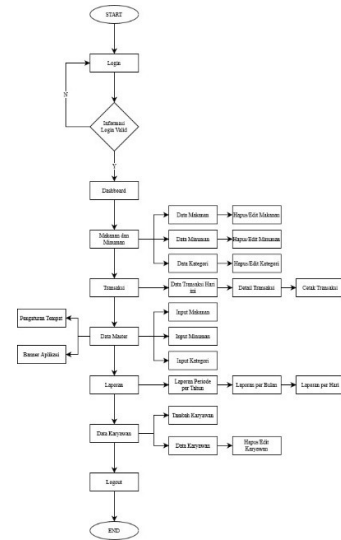 START
Login
N
Informasi
Login Valid
Y
Dashboard
Makanan dan
Minuman
Data Makanan
Hapus/Edit Makanan
Data Minuman
Hapus/Edit Minuman
Data Kategori
Hapus/Edit Kategori
Transaksi
Data Transaksi Hari
ini
Detail Transaksi
Cetak Transaksi
Pengaturan Tempat
Banner Aplikasi
Data Master
Input Makanan
Input Minuman
Input Kategori
Laporan
Laporan Periode
per Tahun
Laporan per Bulan
Laporan per Hari
Data Karyawan
Tambah Karyawan
Data Karyawan
Hapus/Edit
Karyawan
Logout
END